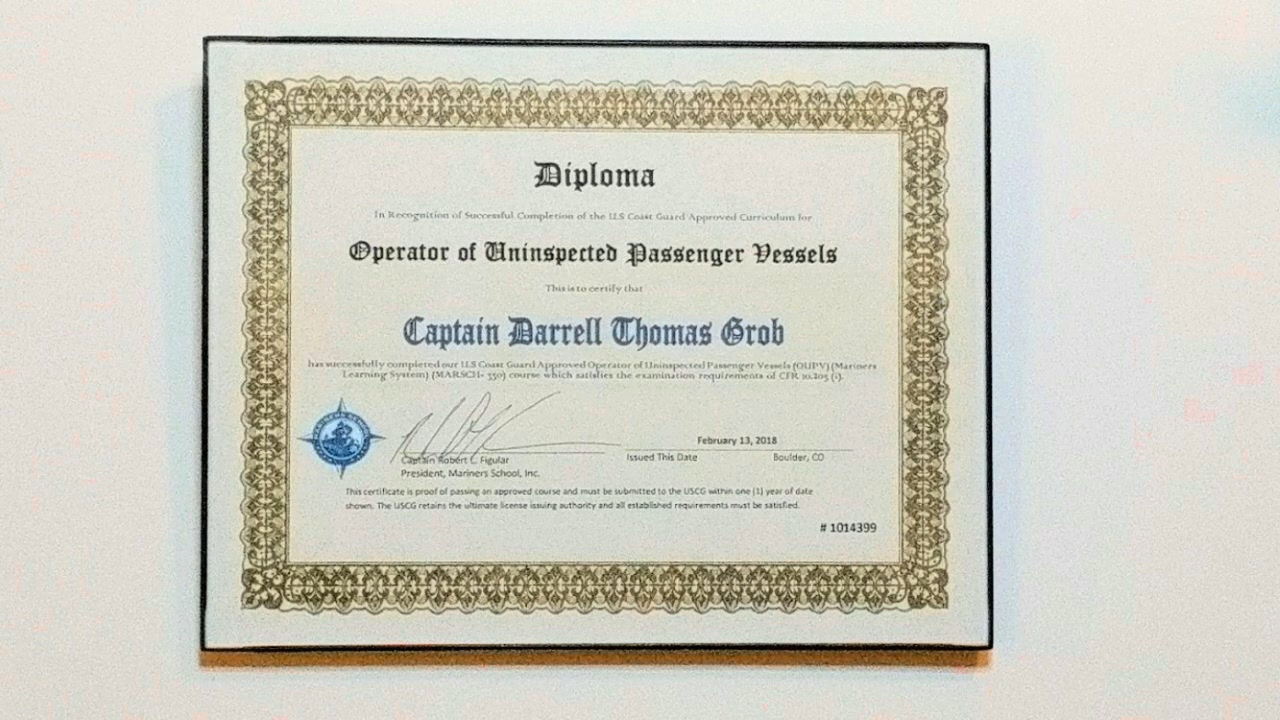 Diploma
In Recognition of Successful Completion of the U.S Coast Guard Approved Curriculum for
Operator of Uninspected Passenger Vessels
This is to certify that
Captain Darrell Thomas Grob
has successfully completed our U.S Coast Guard Approved Operator of Uninspected Passenger Vessels (OUPV) (Mariners
Learning System) (MARSCH- 350) course which satisfies the examination requirements of CFR 10.205 (i).
February 13, 2018
Captain Robert L. Figular
Issued This Date Boulder, CO
President, Mariners School, Inc.
This certificate is proof of passing an approved course and must be submitted to the USCG within one (1) year of date
shown. The USCG retains the ultimate license issuing authority and all established requirements must be satisfied.
# 1014399